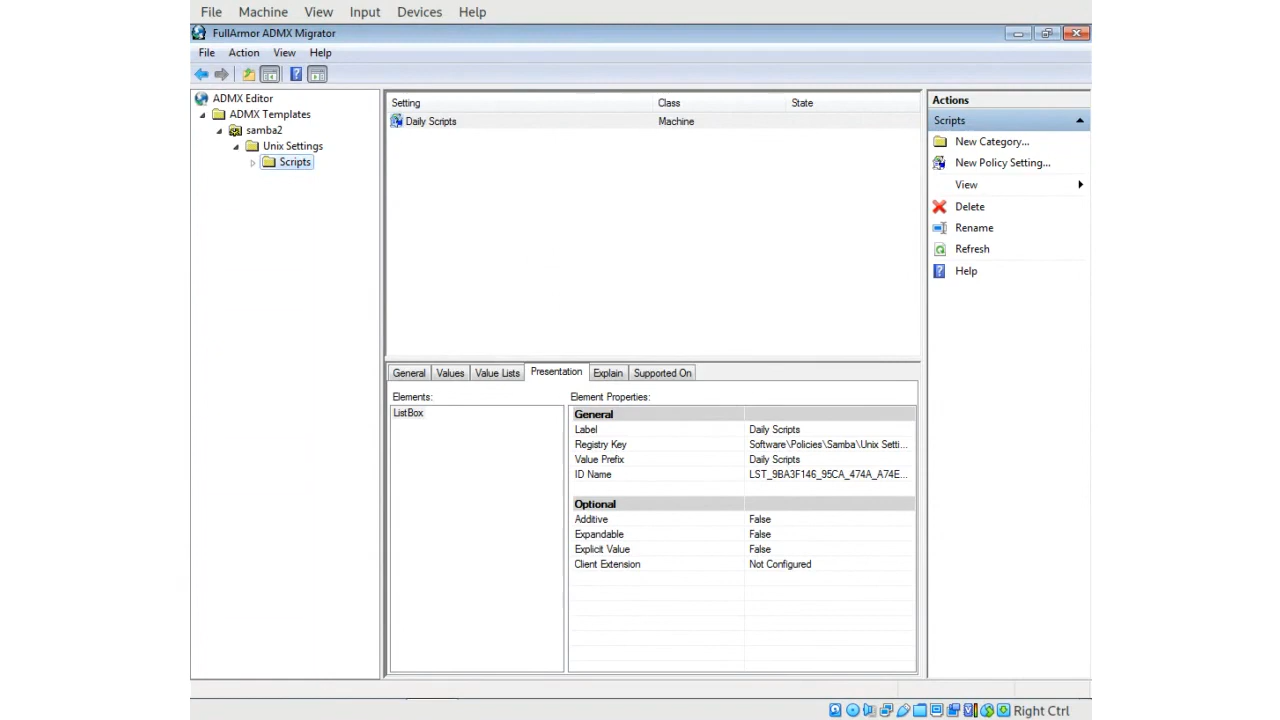 File Machine View Input Devices Help
FullArmor ADMX Migrator
File Action View Help
ADMX Editor
ADMX Templates
samba2
Unix Settings
Scripts
Setting Class State
Daily Scripts Machine
Actions
Scripts
New Category...
New Policy Setting...
View
Delete
Rename
Refresh
Help
General Values Value Lists Presentation Explain Supported On
Elements:
ListBox
Element Properties:
General
Label Daily Scripts
Registry Key Software\Policies\Samba\Unix Setti...
Value Prefix Daily Scripts
ID Name LST_9BA3F146_95CA_474A_A74E...
Optional
Additive False
Expandable False
Explicit Value False
Client Extension Not Configured
Right Ctrl